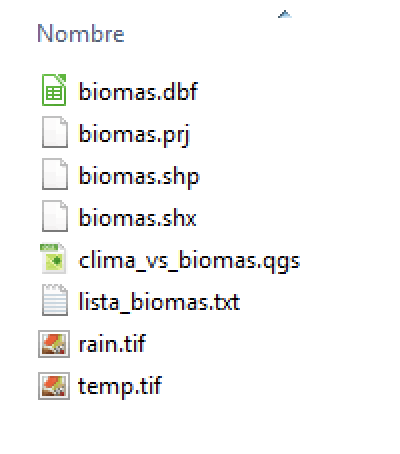 Nombre
biomas.dbf
biomas.prj
biomas.shp
biomas.shx
clima_vs_biomas.qgs
lista_biomas.txt
rain.tif
temp.tif